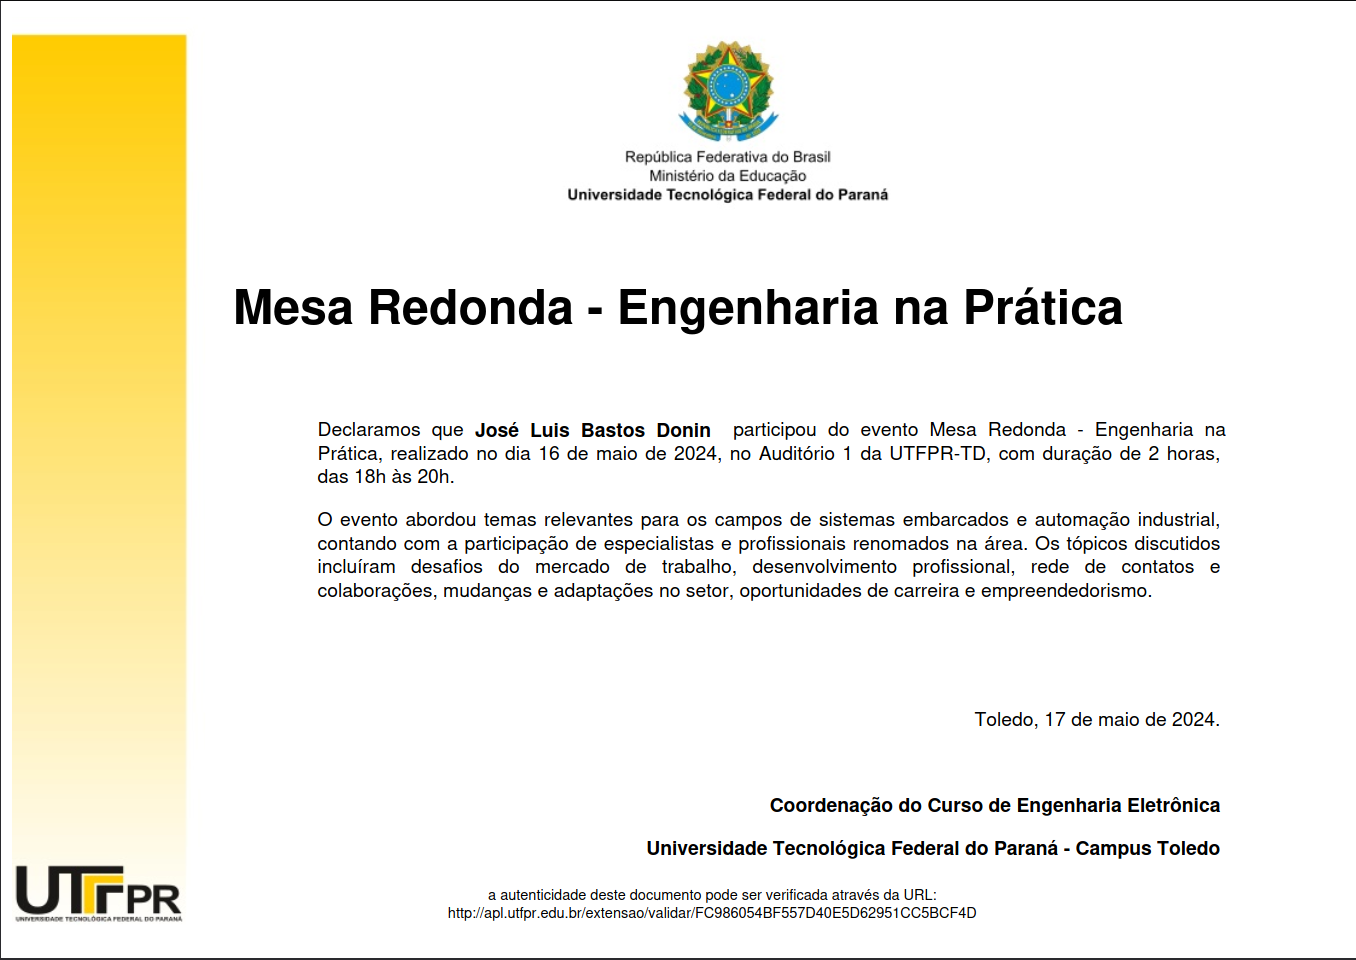 República Federativa do Brasil
Ministério da Educação
Universidade Tecnológica Federal do Paraná
Mesa Redonda - Engenharia na Prática
Declaramos que José Luis Bastos Donin participou do evento Mesa Redonda - Engenharia na
Prática, realizado no dia 16 de maio de 2024, no Auditório 1 da UTFPR-TD, com duração de 2 horas,
das 18h às 20h.
O evento abordou temas relevantes para os campos de sistemas embarcados e automação industrial,
contando com a participação de especialistas e profissionais renomados na área. Os tópicos discutidos
incluíram desafios do mercado de trabalho, desenvolvimento profissional, rede de contatos e
colaborações, mudanças e adaptações no setor, oportunidades de carreira e empreendedorismo.
Toledo, 17 de maio de 2024.
Coordenação do Curso de Engenharia Eletrônica
Universidade Tecnológica Federal do Paraná - Campus Toledo
UTFPR
UNIVERSIDADE TECNOLÓGICA FEDERAL DO PARANÁ
a autenticidade deste documento pode ser verificada através da URL:
http://apl.utfpr.edu.br/extensao/validar/FC986054BF557D40E5D62951CC5BCF4D